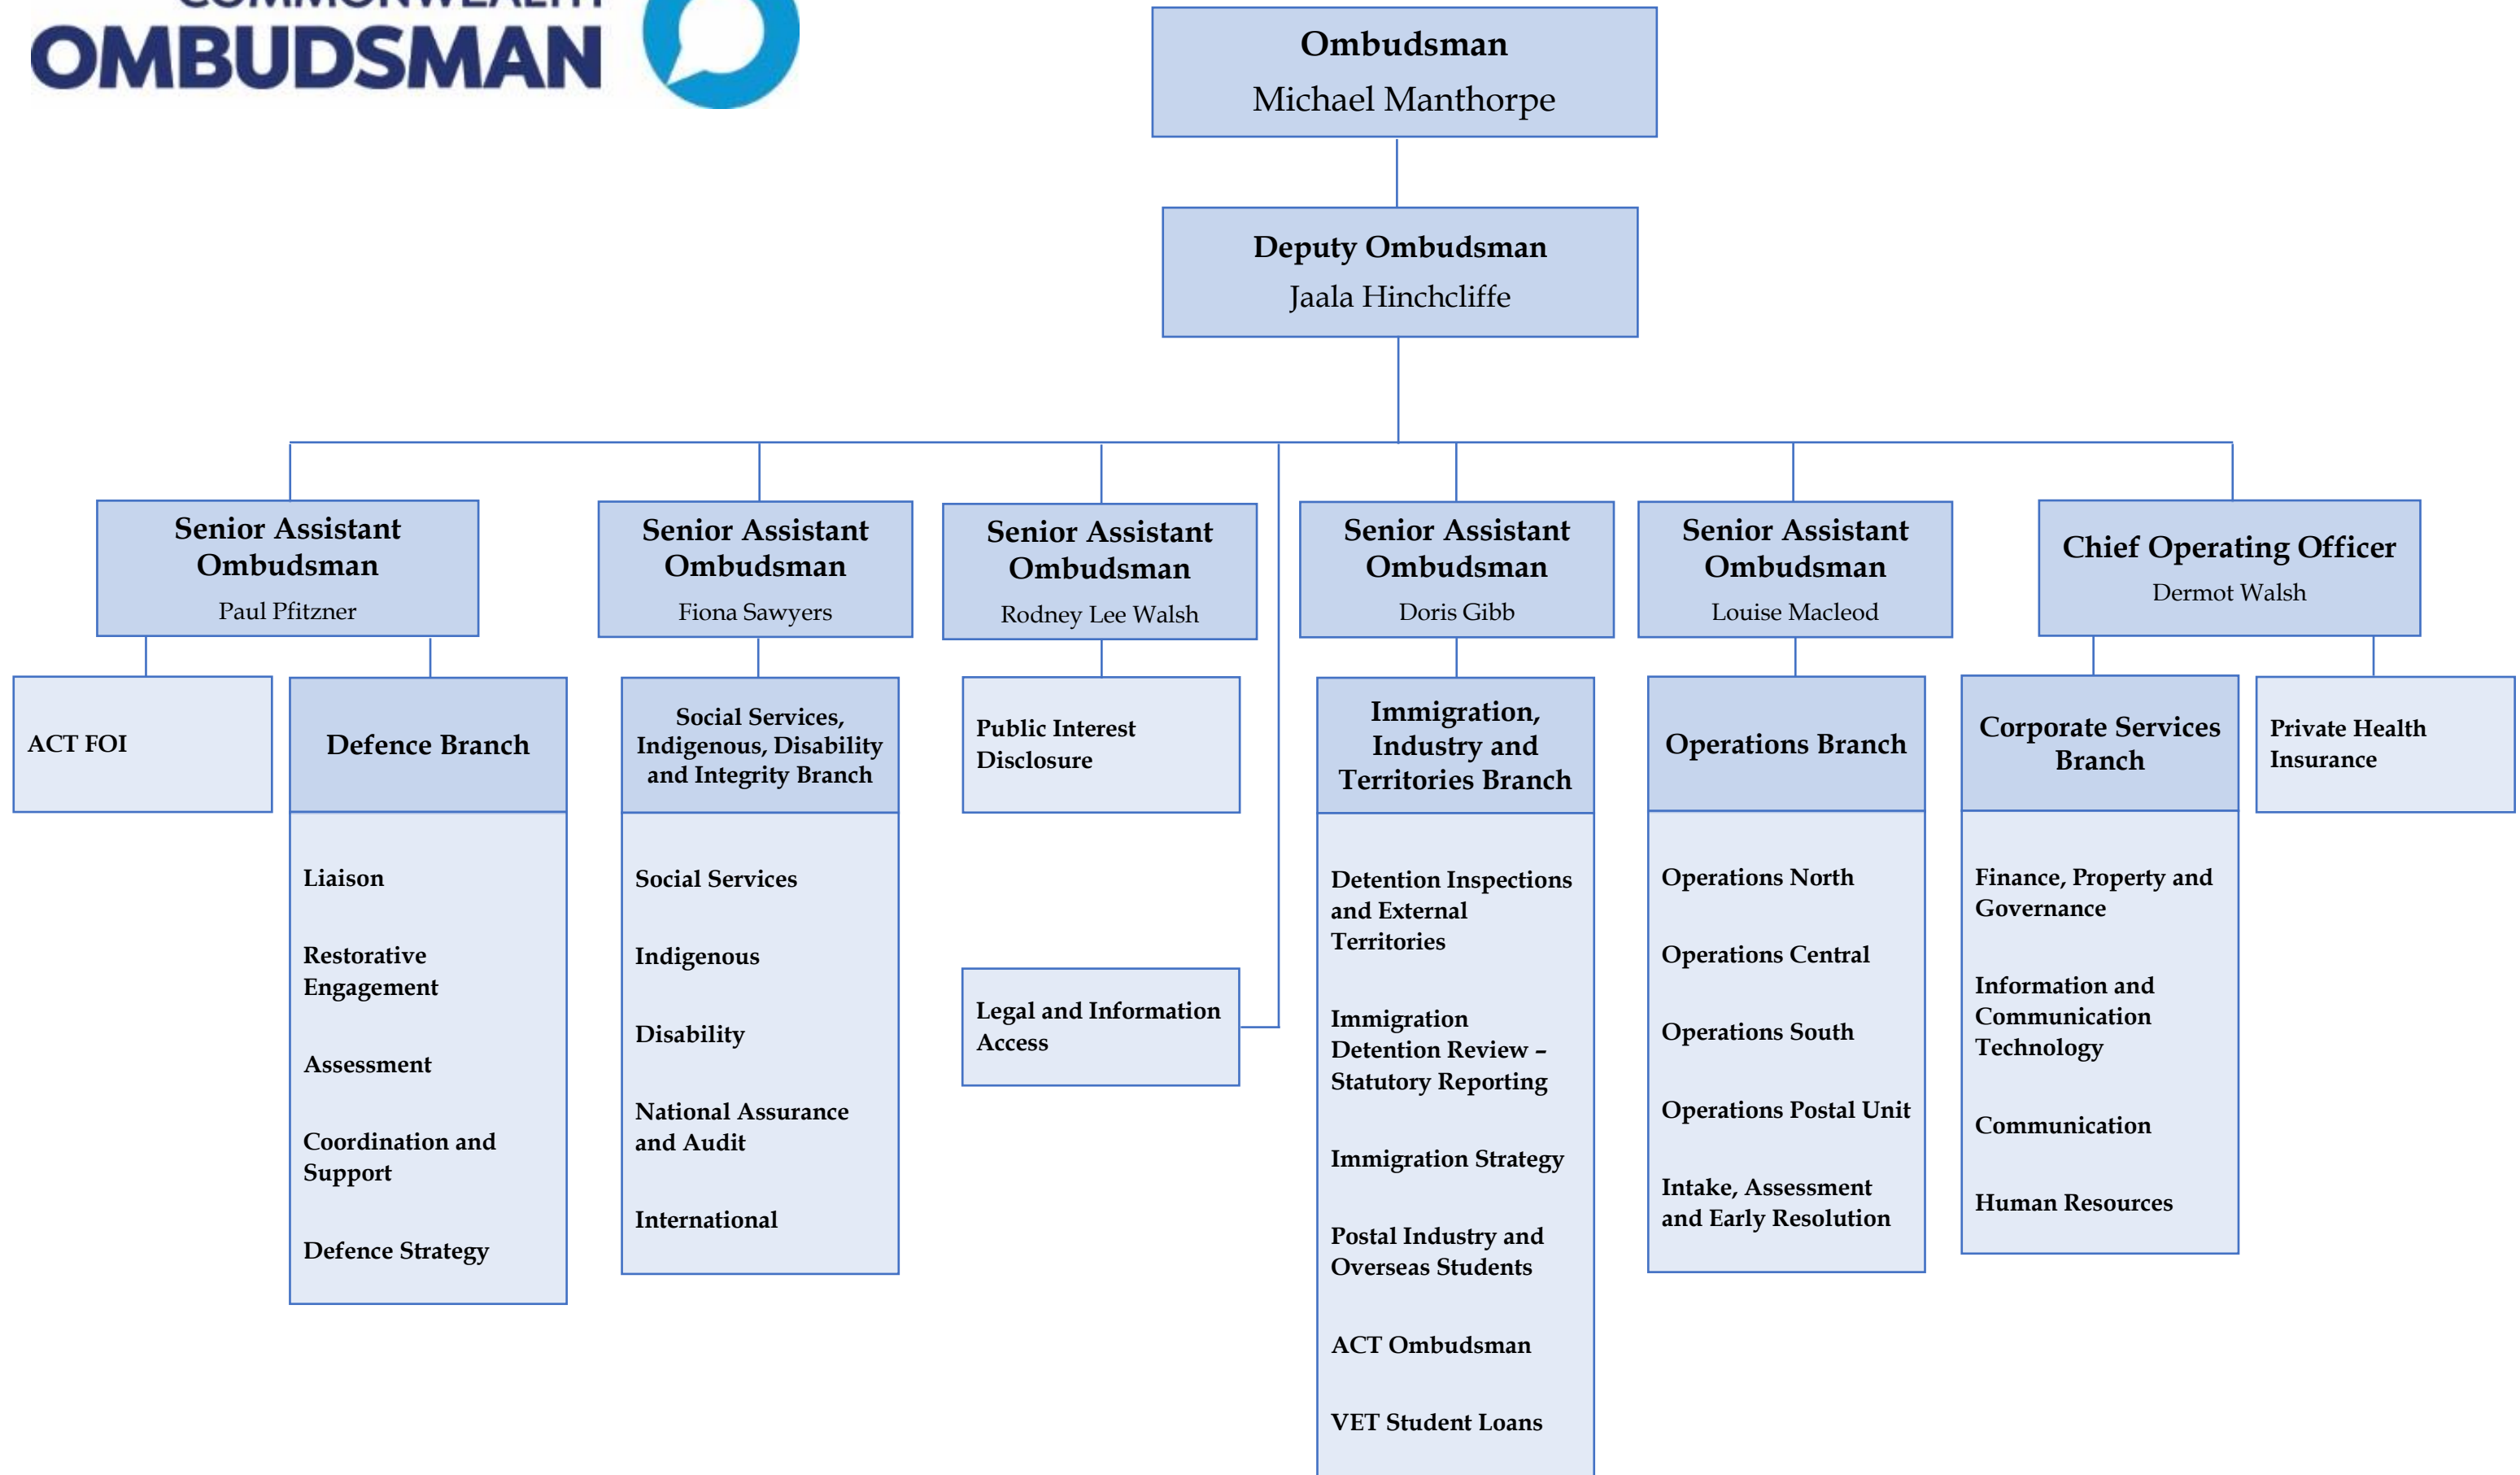 COMMONWEALTH
OMBUDSMAN
Ombudsman
Michael Manthorpe
Deputy Ombudsman
Jaala Hinchcliffe
Senior Assistant
Ombudsman
Paul Pfitzner
Senior Assistant
Ombudsman
Fiona Sawyers
Senior Assistant
Ombudsman
Rodney Lee Walsh
Senior Assistant
Ombudsman
Doris Gibb
Senior Assistant
Ombudsman
Louise Macleod
Chief Operating Officer
Dermot Walsh
ACT FOI
Defence Branch
Liaison
Restorative
Engagement
Assessment
Coordination and
Support
Defence Strategy
Social Services,
Indigenous, Disability
and Integrity Branch
Social Services
Indigenous
Disability
National Assurance
and Audit
International
Public Interest
Disclosure
Legal and Information
Access
Immigration,
Industry and
Territories Branch
Detention Inspections
and External
Territories
Immigration
Detention Review –
Statutory Reporting
Immigration Strategy
Postal Industry and
Overseas Students
ACT Ombudsman
VET Student Loans
Operations Branch
Operations North
Operations Central
Operations South
Operations Postal Unit
Intake, Assessment
and Early Resolution
Corporate Services
Branch
Finance, Property and
Governance
Information and
Communication
Technology
Communication
Human Resources
Private Health
Insurance